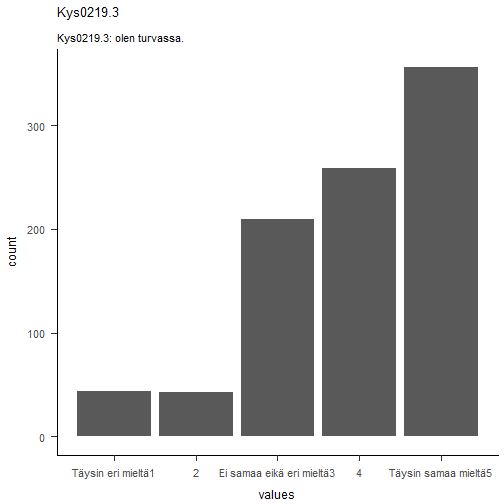 Kys0219.3
Kys0219.3: olen turvassa.
300
200
100
0
count
Täysin eri mieltä1 2 Ei samaa eikä eri mieltä3 4 Täysin samaa mieltä5
values